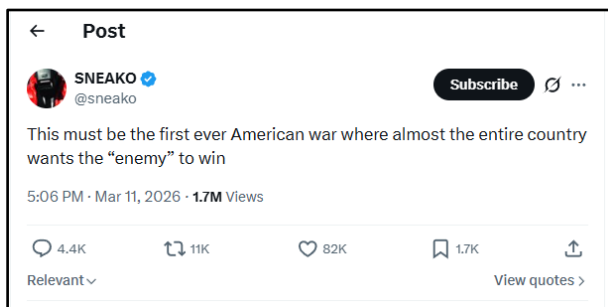 Post
SNEAKO
@sneako
Subscribe
This must be the first ever American war where almost the entire country
wants the “enemy” to win
5:06 PM · Mar 11, 2026 · 1.7M Views
4.4K 11K 82K 1.7K
Relevant
View quotes